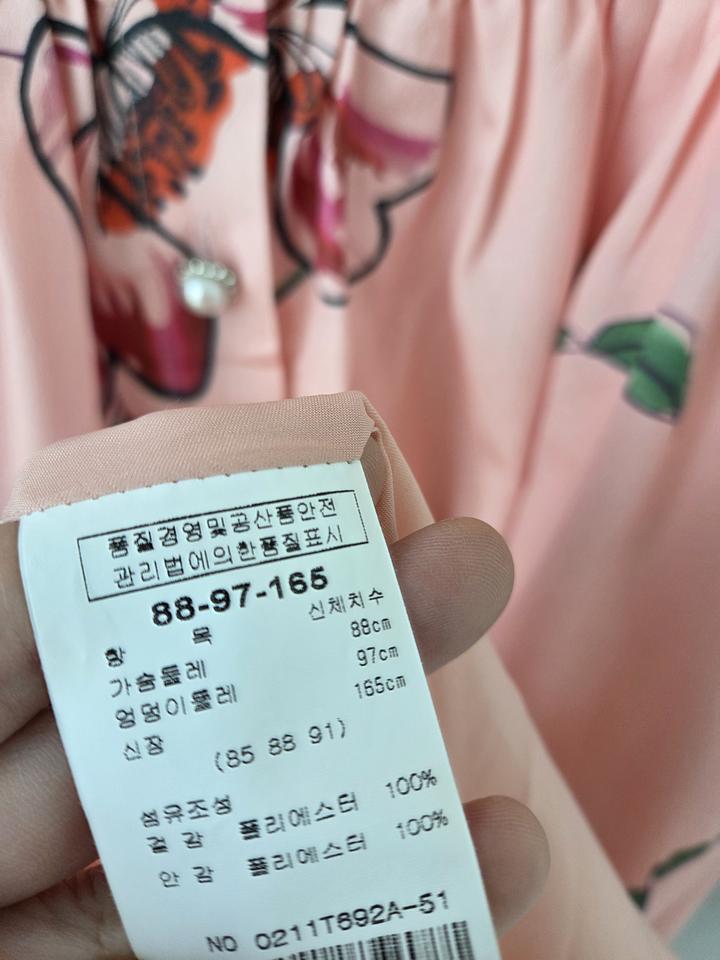 품질경영및공산품안전
관리법에의한품질표시
88-97-165
항 목 신체치수
가슴둘레 88cm
엉덩이둘레 97cm
신장 165cm
(85 88 91)
섬유조성
겉 감 폴리에스터 100%
안 감 폴리에스터 100%
NO 0211T692A-51